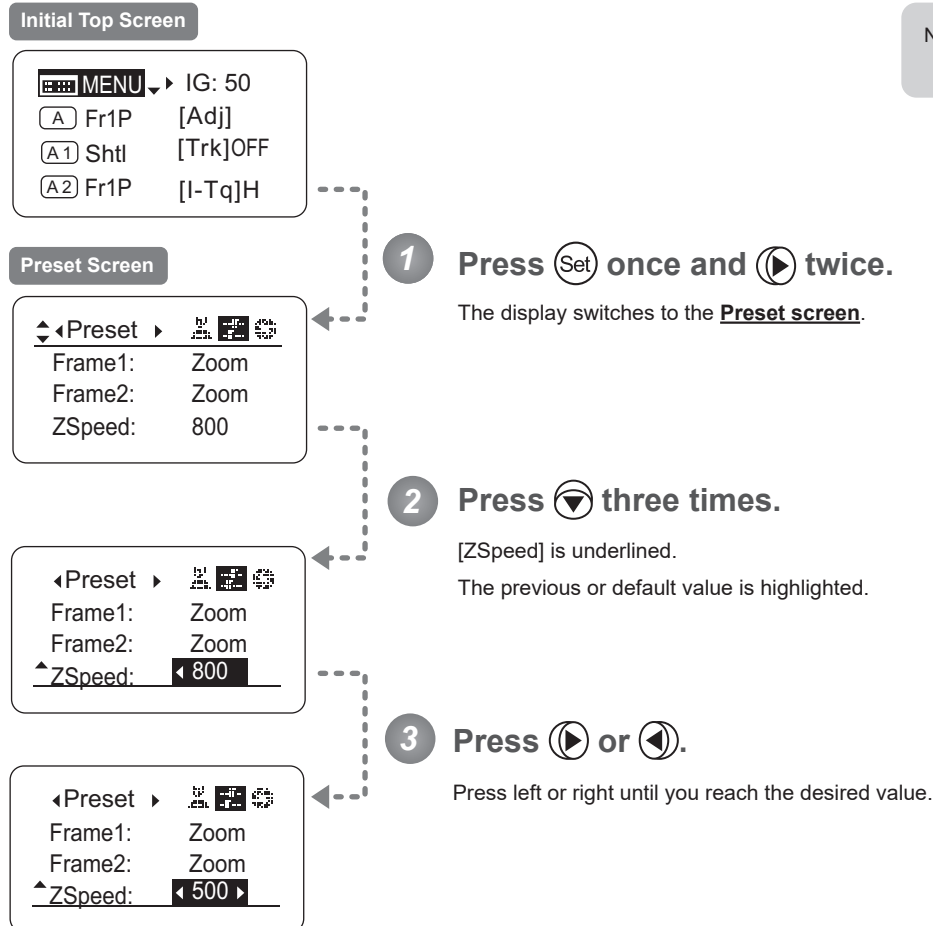 Initial Top Screen
MENU IG: 50
A Fr1P [Adj]
A1 Shtl [Trk]OFF
A2 Fr1P [I-Tq]H
N
1 Press Set once and twice.
The display switches to the Preset screen.
Preset Screen
Preset
Frame1: Zoom
Frame2: Zoom
ZSpeed: 800
2 Press three times.
[ZSpeed] is underlined.
The previous or default value is highlighted.
Preset
Frame1: Zoom
Frame2: Zoom
ZSpeed: 800
3 Press or .
Press left or right until you reach the desired value.
Preset
Frame1: Zoom
Frame2: Zoom
ZSpeed: 500